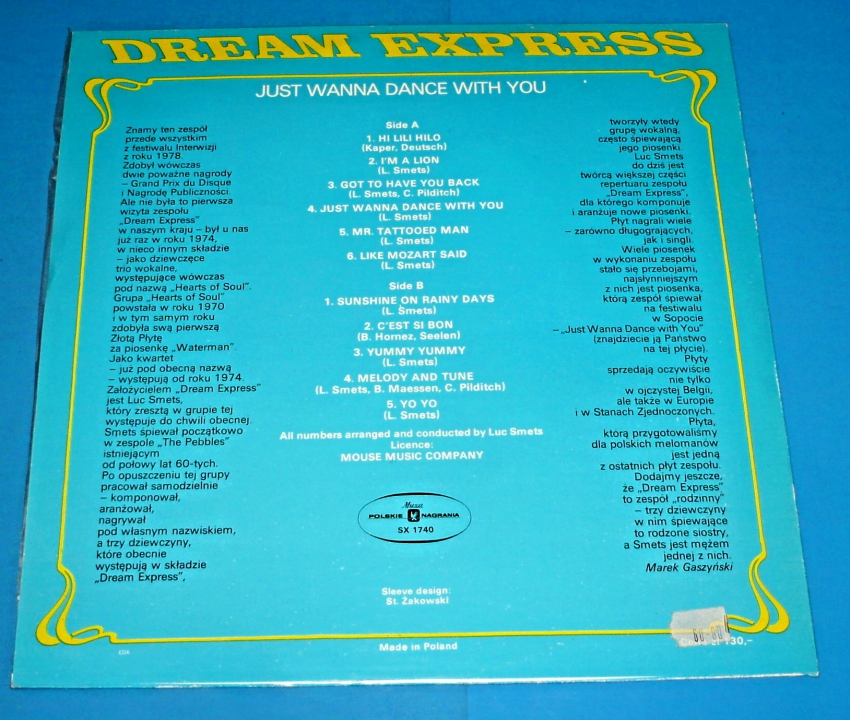 DREAM EXPRESS
JUST WANNA DANCE WITH YOU
Znamy ten zespół
przede wszystkim
z festiwalu Interwizji
z roku 1978.
Zdobył wówczas
dwie poważne nagrody
– Grand Prix du Disque
i Nagrodę Publiczności.
Ale nie była to pierwsza
wizyta zespołu
„Dream Express”
w naszym kraju – był u nas
już raz w roku 1974,
w nieco innym składzie
– jako dziewczęce
trio wokalne,
występujące wówczas
pod nazwą „Hearts of Soul”.
Grupa „Hearts of Soul”
powstała w roku 1970
i w tym samym roku
zdobyła swą pierwszą
Złotą Płytę
za piosenkę „Waterman”.
Jako kwartet
– już pod obecną nazwą
– występują od roku 1974.
Założycielem „Dream Express”
jest Luc Smets,
który zresztą w grupie tej
występuje do chwili obecnej.
Smets śpiewał początkowo
w zespole „The Pebbles”
istniejącym
od połowy lat 60-tych.
Po opuszczeniu tej grupy
pracował samodzielnie
– komponował,
aranżował,
nagrywał
pod własnym nazwiskiem,
a trzy dziewczyny,
które obecnie
występują w składzie
„Dream Express”,
Side A
1. HI LILI HILO
(Kaper, Deutsch)
2. I'M A LION
(L. Smets)
3. GOT TO HAVE YOU BACK
(L. Smets, C. Pilditch)
4. JUST WANNA DANCE WITH YOU
(L. Smets)
5. MR. TATTOOED MAN
(L. Smets)
6. LIKE MOZART SAID
(L. Smets)
Side B
1. SUNSHINE ON RAINY DAYS
(L. Smets)
2. C'EST SI BON
(B. Hornez, Seelen)
3. YUMMY YUMMY
(L. Smets)
4. MELODY AND TUNE
(L. Smets, B. Maessen, C. Pilditch)
5. YO YO
(L. Smets)
All numbers arranged and conducted by Luc Smets
Licence:
MOUSE MUSIC COMPANY
Muza
POLSKIE NAGRANIA
SX 1740
Sleeve design:
St. Żakowski
Made in Poland
tworzyły wtedy
grupę wokalną,
często śpiewającą
jego piosenki.
Luc Smets
do dziś jest
twórcą większej części
repertuaru zespołu
„Dream Express”,
dla którego komponuje
i aranżuje nowe piosenki.
Płyt nagrali wiele
– zarówno długogrających,
jak i singli.
Wiele piosenek
w wykonaniu zespołu
stało się przebojami,
najsłynniejszym
z nich jest piosenka,
którą zespół śpiewał
na festiwalu
w Sopocie
– „Just Wanna Dance with You”
(znajdziecie ją Państwo
na tej płycie).
Płyty
sprzedają oczywiście
nie tylko
w ojczystej Belgii,
ale także w Europie
i w Stanach Zjednoczonych.
Płyta,
którą przygotowaliśmy
dla polskich melomanów
jest jedną
z ostatnich płyt zespołu.
Dodajmy jeszcze,
że „Dream Express”
to zespół „rodzinny”
– trzy dziewczyny
w nim śpiewające
to rodzone siostry,
a Smets jest mężem
jednej z nich.
Marek Gaszyński
130,-